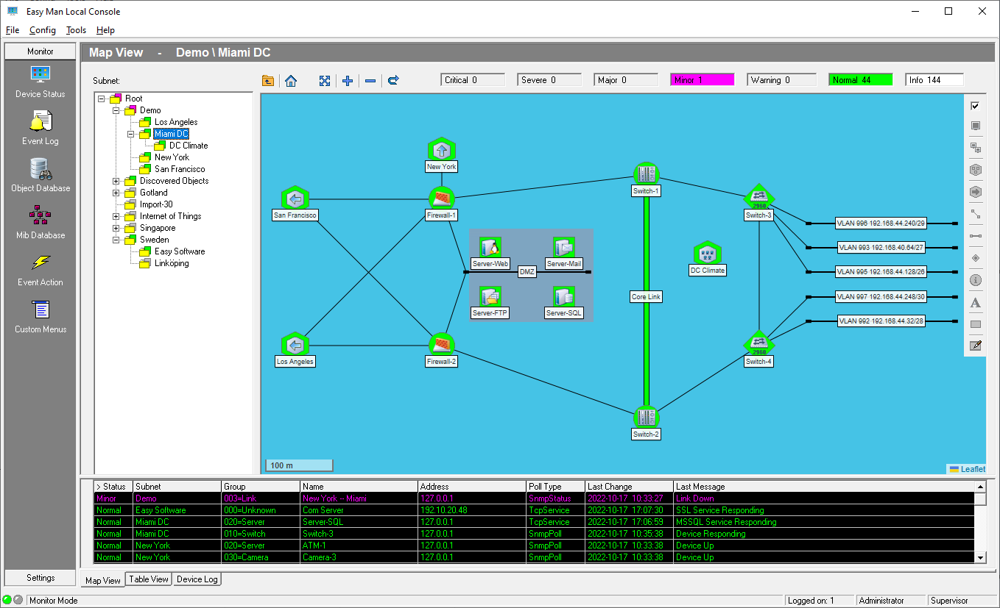 Easy Man Local Console
File Config Tools Help
Monitor
Map View - Demo \ Miami DC
Device Status
Event Log
Object Database
Mib Database
Event Action
Custom Menus
Settings
Subnet:
Critical 0 Severe 0 Major 0 Minor 1 Warning 0 Normal 44 Info 144
Root
Demo
Los Angeles
Miami DC
DC Climate
New York
San Francisco
Discovered Objects
Gotland
Import-30
Internet of Things
Singapore
Sweden
Easy Software
Linköping
New York
Switch-1
San Francisco
Firewall-1
2960
Switch-3
VLAN 996 192.168.44.240/29
VLAN 993 192.168.40.64/27
Server-Web
Server-Mail
DC Climate
DMZ
VLAN 995 192.168.44.128/26
Core Link
VLAN 997 192.168.44.248/30
Server-FTP
Server-SQL
VLAN 992 192.168.44.32/28
2960
Los Angeles
Firewall-2
Switch-4
Switch-2
A
100 m
Leaflet
> Status Subnet Group Name Address Poll Type Last Change Last Message
Minor Demo 003=Link New York -- Miami 127.0.0.1 SnmpStatus 2022-10-17 10:33:27 Link Down
Normal Easy Software 000=Unknown Com Server 192.10.20.48 TcpService 2022-10-17 17:07:30 SSL Service Responding
Normal Miami DC 020=Server Server-SQL 127.0.0.1 TcpService 2022-10-17 17:06:59 MSSQL Service Responding
Normal Miami DC 010=Switch Switch-3 127.0.0.1 SnmpPoll 2022-10-17 10:35:38 Device Responding
Normal New York 020=Server ATM-1 127.0.0.1 SnmpPoll 2022-10-17 10:33:38 Device Up
Normal New York 030=Camera Camera-3 127.0.0.1 SnmpPoll 2022-10-17 10:33:38 Device Up
Map View Table View Device Log
Monitor Mode Logged on: 1 Administrator Supervisor